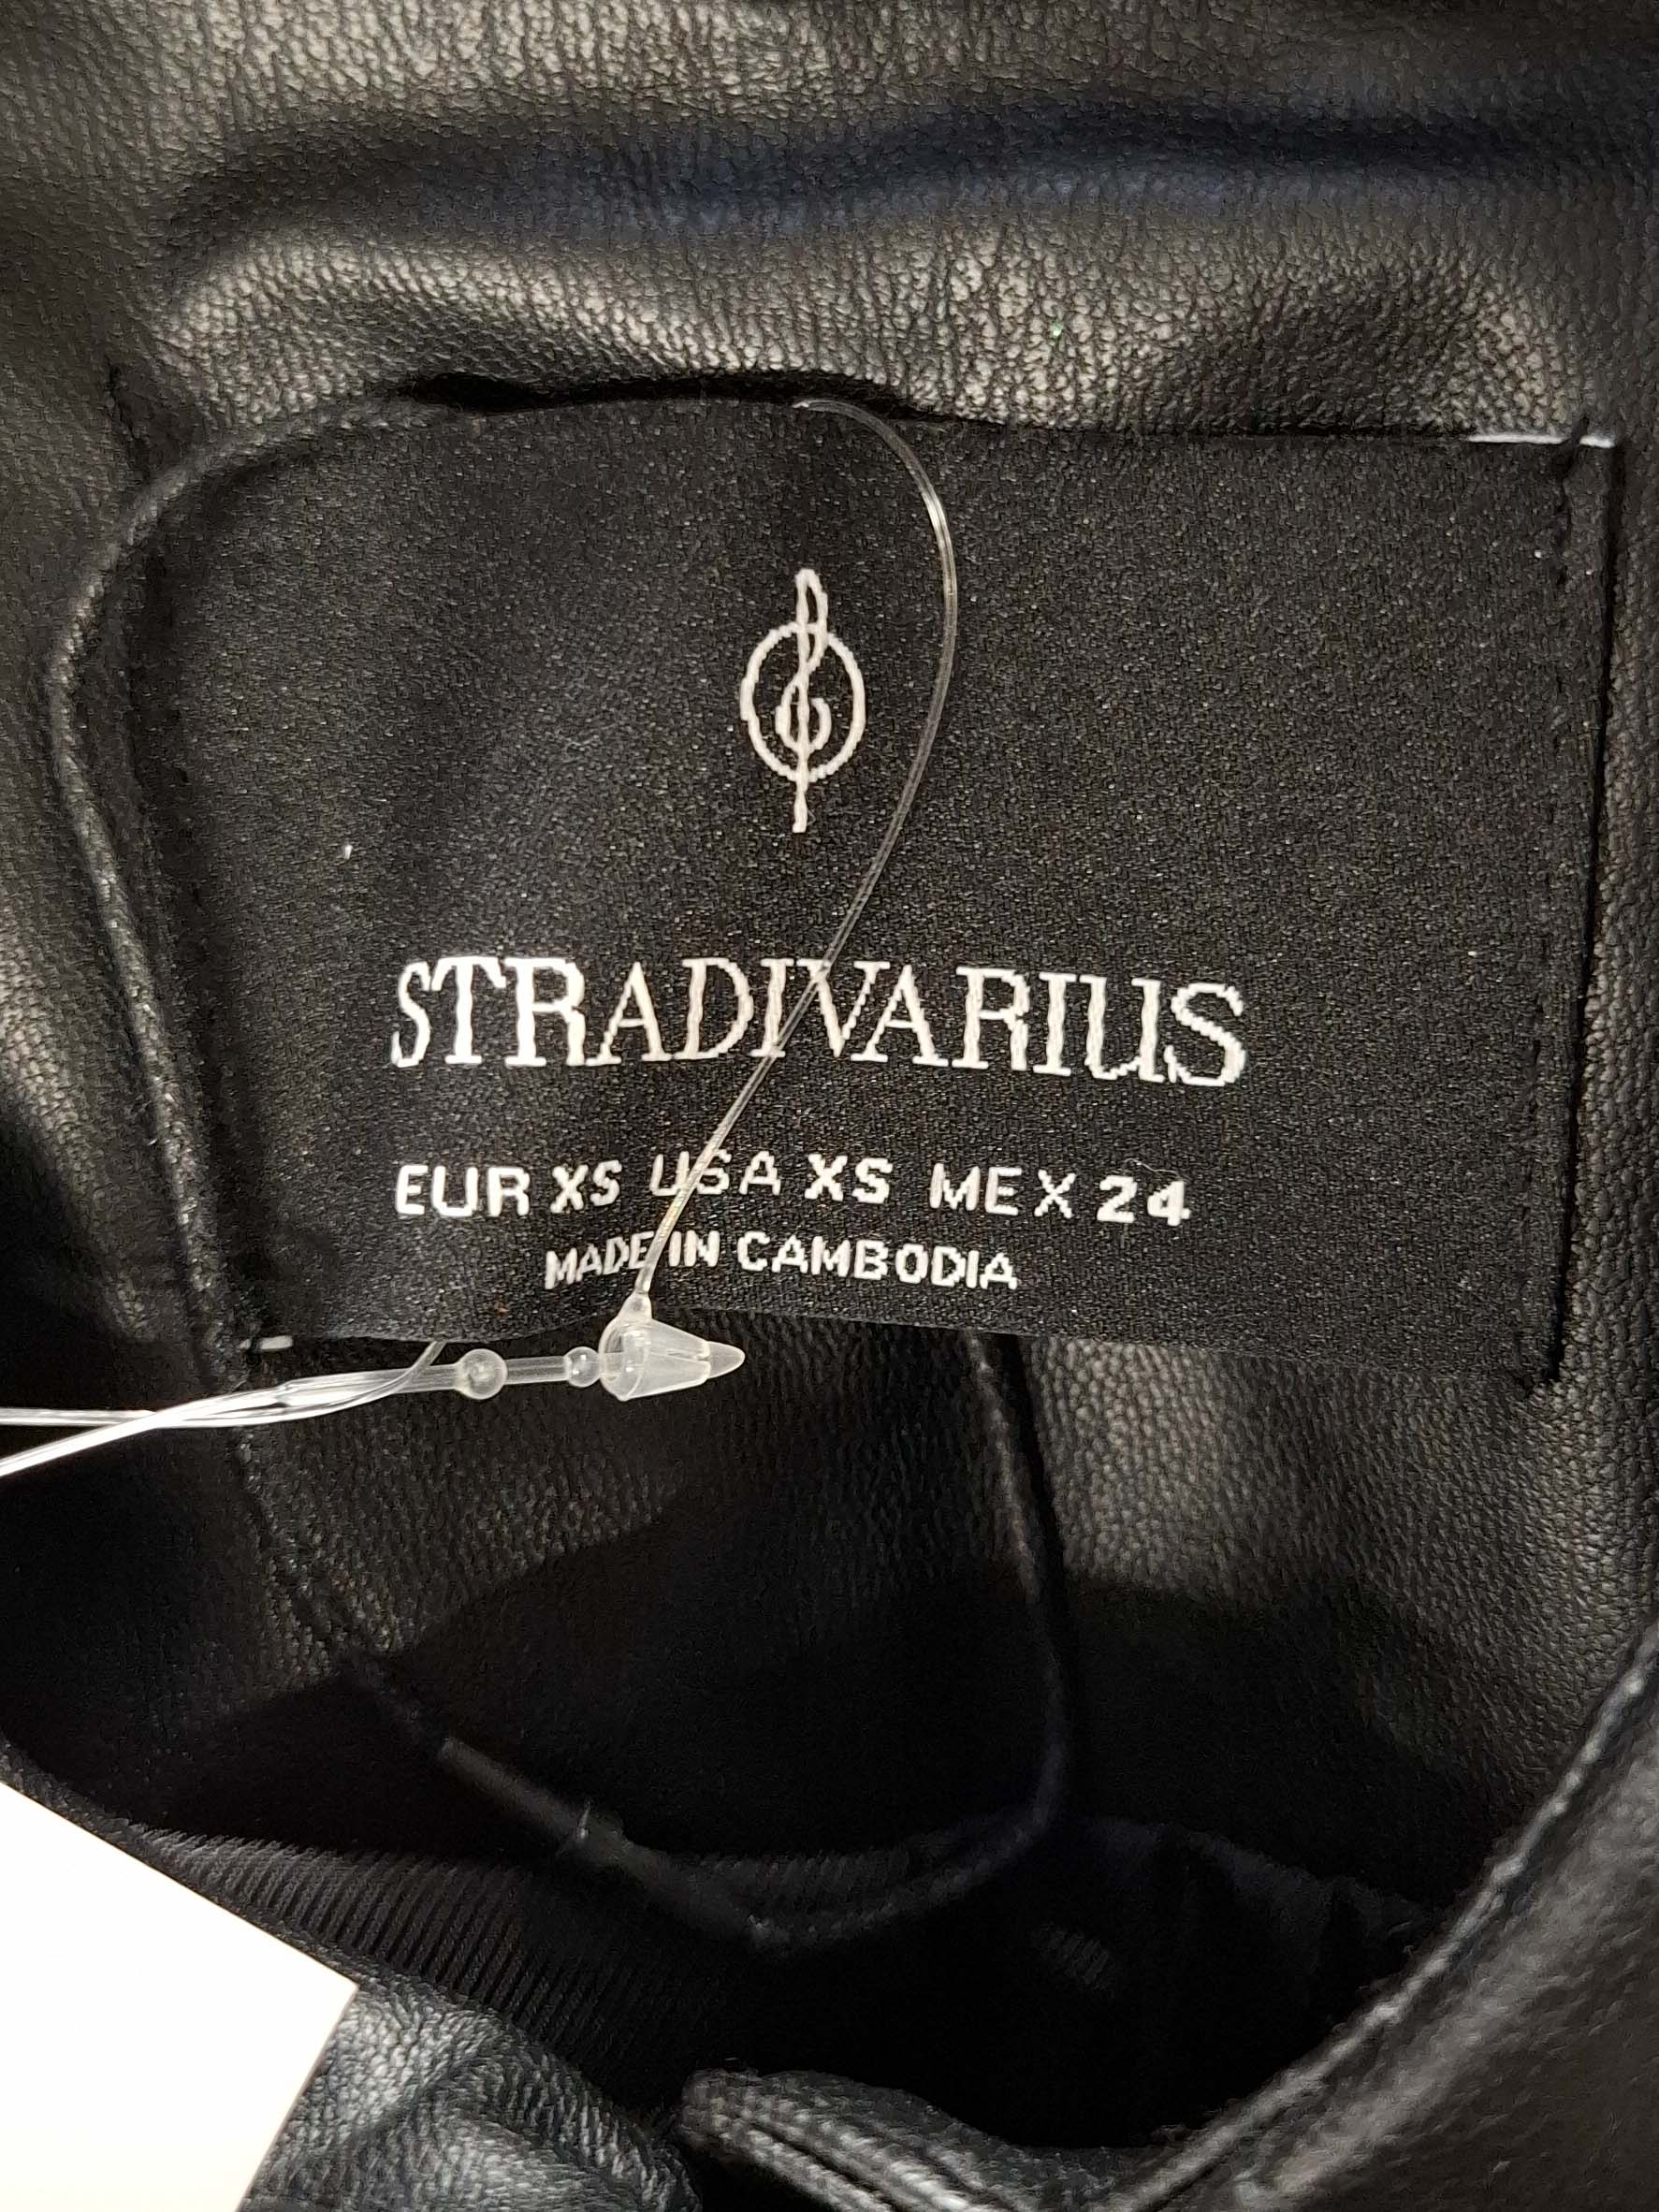 STRADIVARIUS
EUR XS USA XS MEX 24
MADE IN CAMBODIA